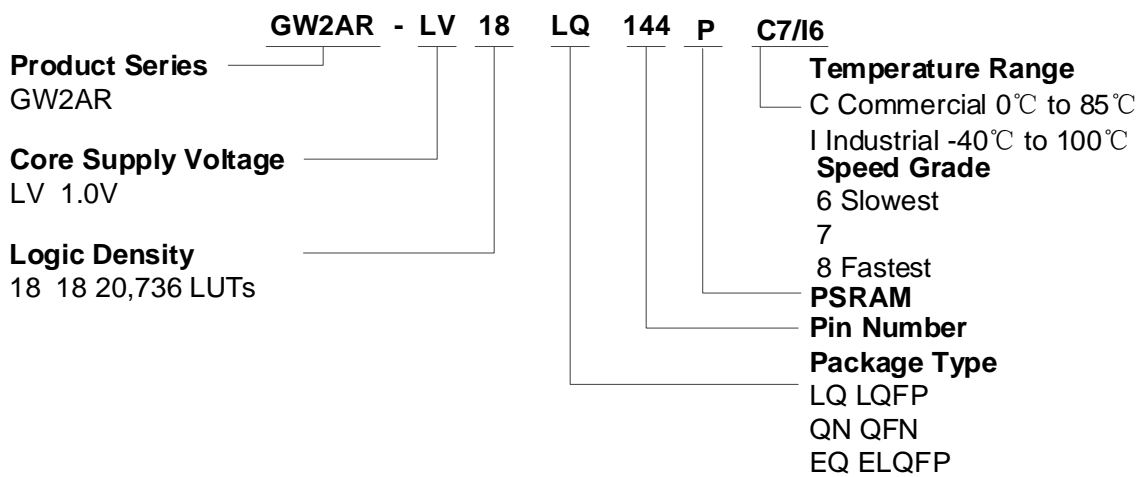 GW2AR - LV 18 LQ 144 P C7/I6
Product Series
GW2AR
Core Supply Voltage
LV 1.0V
Logic Density
18 18 20,736 LUTs
Temperature Range
C Commercial 0℃ to 85℃
I Industrial -40℃ to 100℃
Speed Grade
6 Slowest
7
8 Fastest
PSRAM
Pin Number
Package Type
LQ LQFP
QN QFN
EQ ELQFP